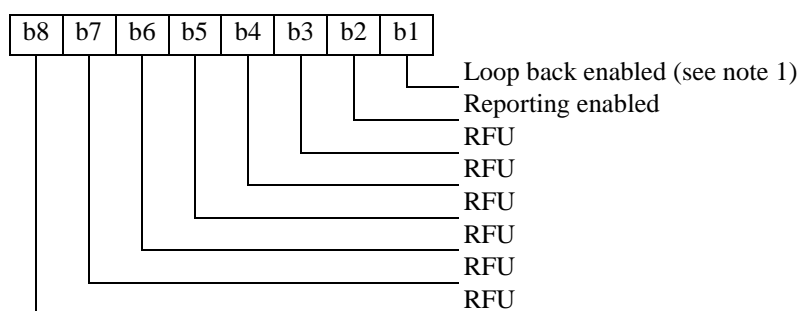 b8 b7 b6 b5 b4 b3 b2 b1
Loop back enabled (see note 1)
Reporting enabled
RFU
RFU
RFU
RFU
RFU
RFU